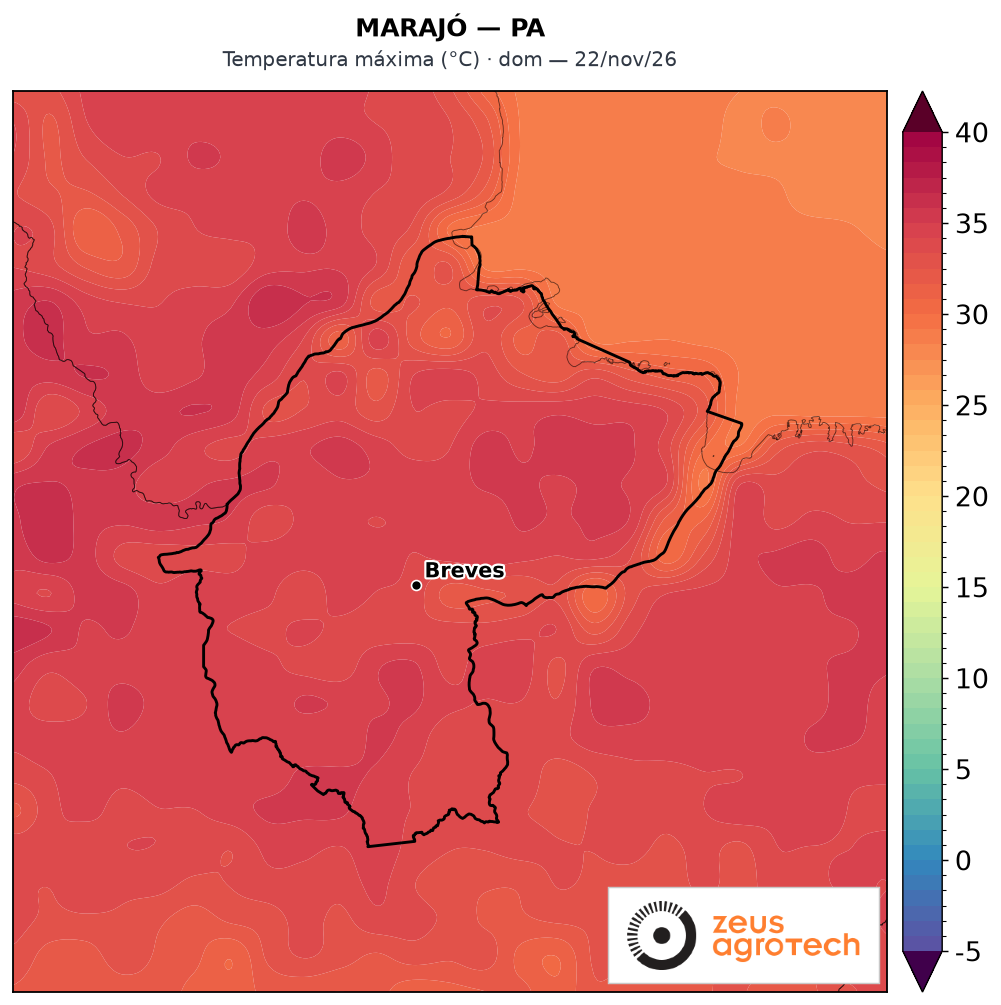 MARAJÓ — PA
Temperatura máxima (°C) · dom — 22/nov/26
Breves
40
35
30
25
20
15
10
5
0
-5
zeus
agrotech